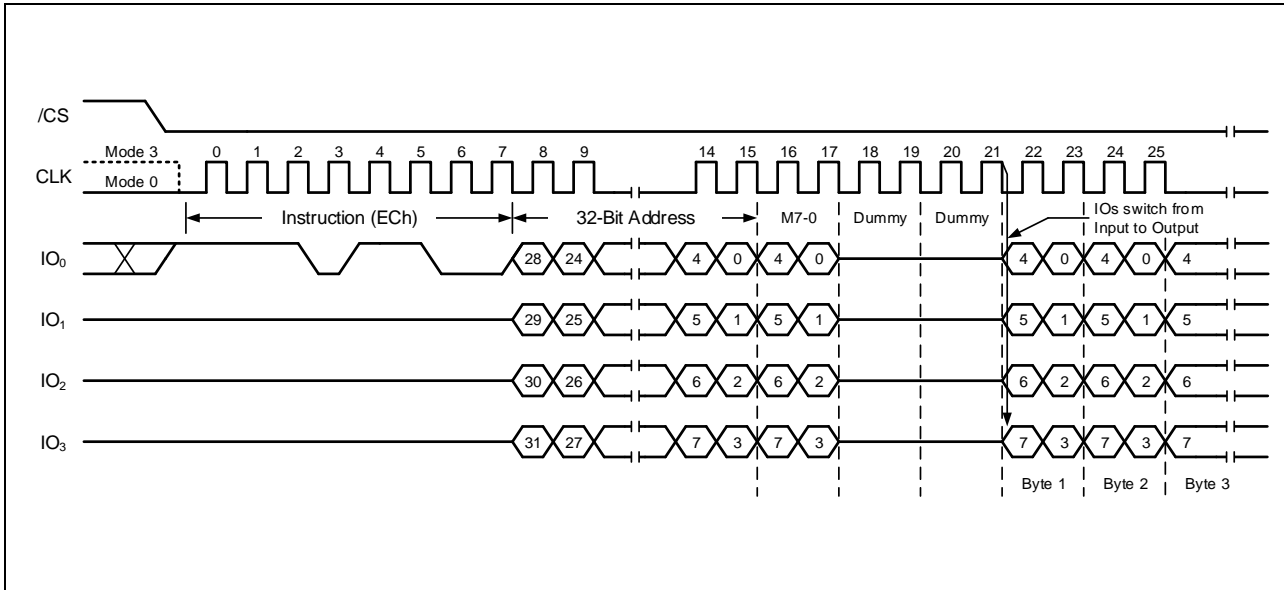 /CS
Mode 3
0 1 2 3 4 5 6 7 8 9 14 15 16 17 18 19 20 21 22 23 24 25
CLK
Mode 0
Instruction (ECh) 32-Bit Address M7-0 Dummy Dummy IOs switch from
Input to Output
IO₀ 28 24 4 0 4 0 4 0 4 0 4
IO₁ 29 25 5 1 5 1 5 1 5 1 5
IO₂ 30 26 6 2 6 2 6 2 6 2 6
IO₃ 31 27 7 3 7 3 7 3 7 3 7
Byte 1 Byte 2 Byte 3